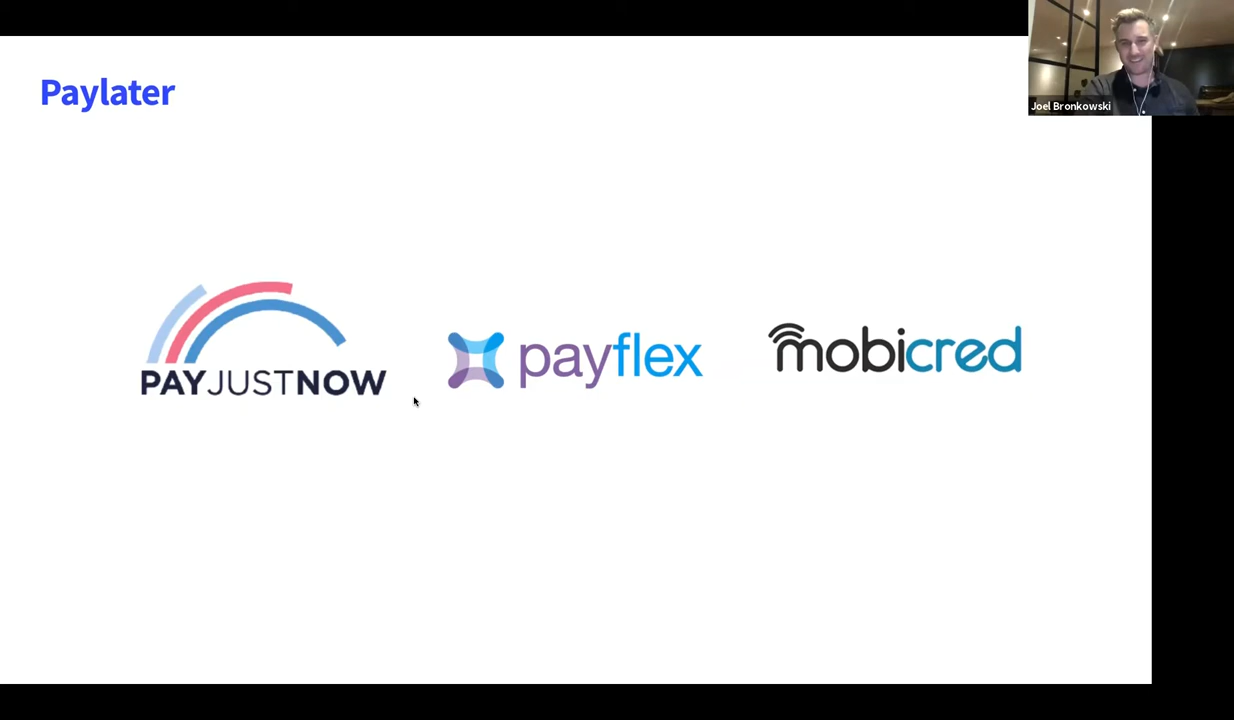 Paylater
Joel Bronkowski
PAYJUSTNOW
payflex
mobicred